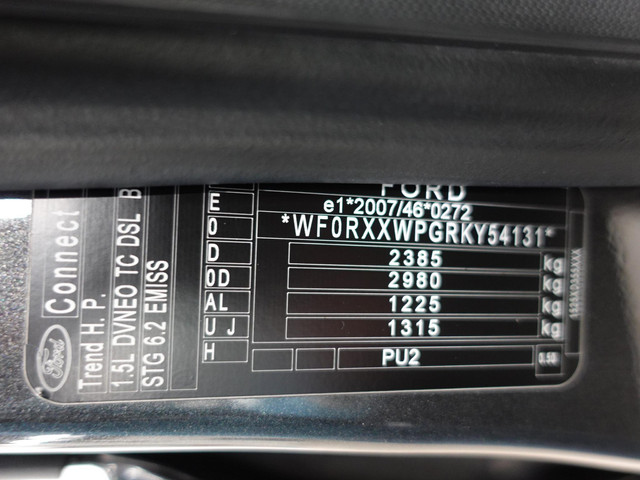 Ford
Connect
Trend H. P.
1.5L DVNEO TC DSL B
STG 6.2 EMISS
E
0
D
0D
AL
U J
H
FORD
e1*2007/46*0272
*WF0RXXWPGRKY54131*
2385 kg
2980 kg
1225 kg
1315 kg
PU2